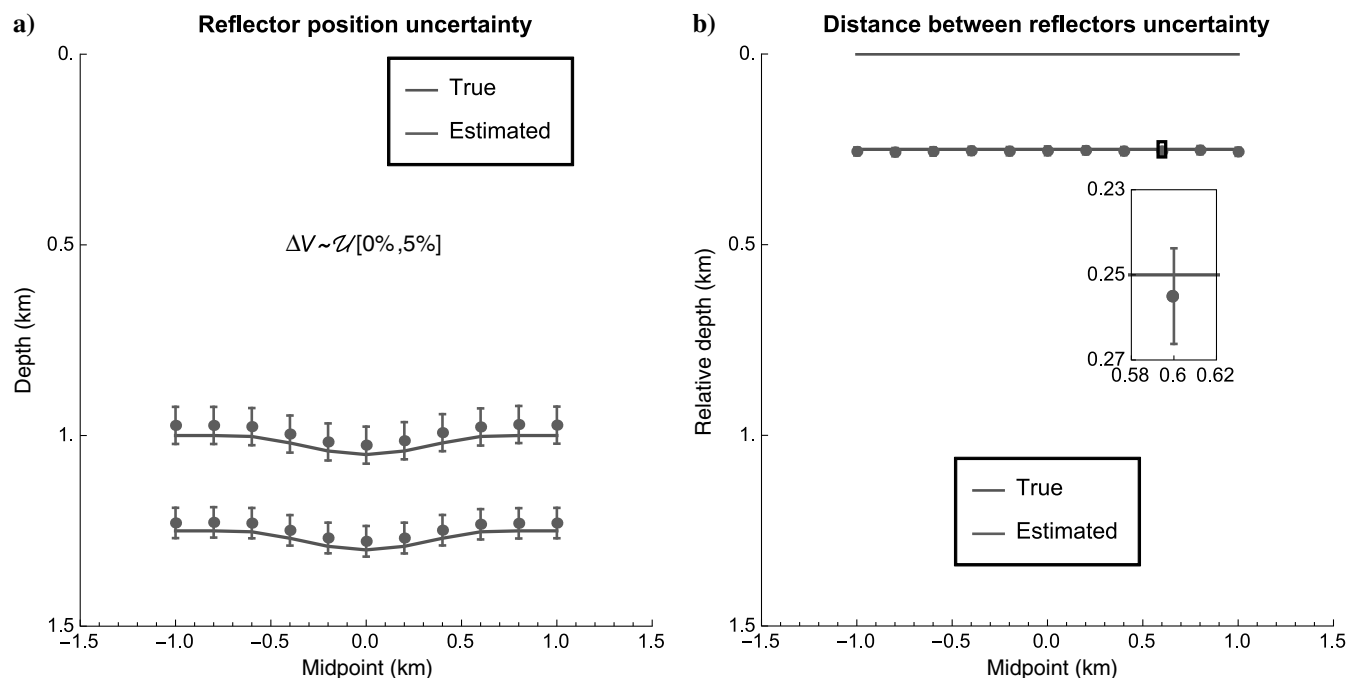 a)
Reflector position uncertainty
0.
0.5
1.
1.5
Depth (km)
True
Estimated
ΔV~𝒰[0%,5%]
−1.5 −1.0 −0.5 0.0 0.5 1.0 1.5
Midpoint (km)
b)
Distance between reflectors uncertainty
0.
0.5
1.
1.5
Relative depth (km)
0.23
0.25
0.27
0.58 0.6 0.62
True
Estimated
−1.5 −1.0 −0.5 0.0 0.5 1.0 1.5
Midpoint (km)